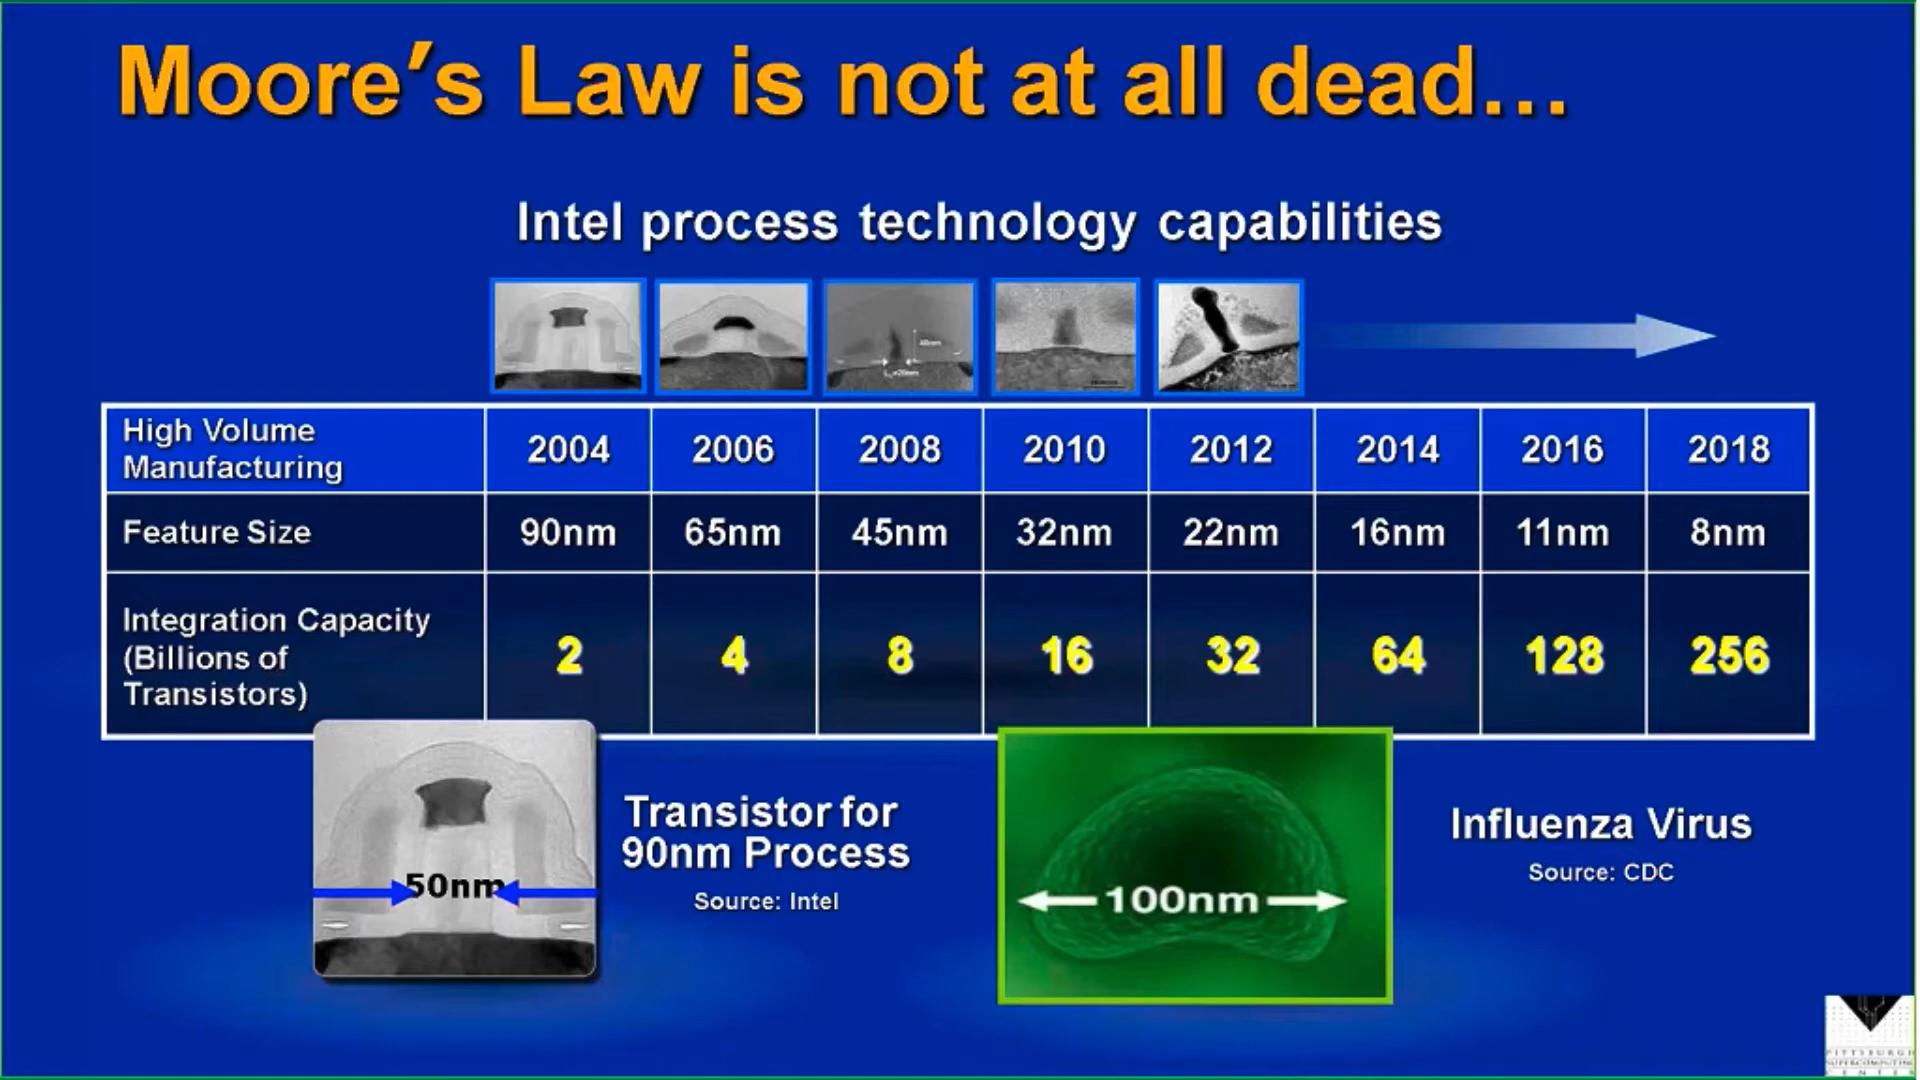 Moore's Law is not at all dead...
Intel process technology capabilities
High Volume
Manufacturing
2004 2006 2008 2010 2012 2014 2016 2018
Feature Size 90nm 65nm 45nm 32nm 22nm 16nm 11nm 8nm
Integration Capacity
(Billions of
Transistors)
2 4 8 16 32 64 128 256
50nm
Transistor for
90nm Process
Source: Intel
100nm
Influenza Virus
Source: CDC
PITTSBURGH
SUPERCOMPUTING
CENTER